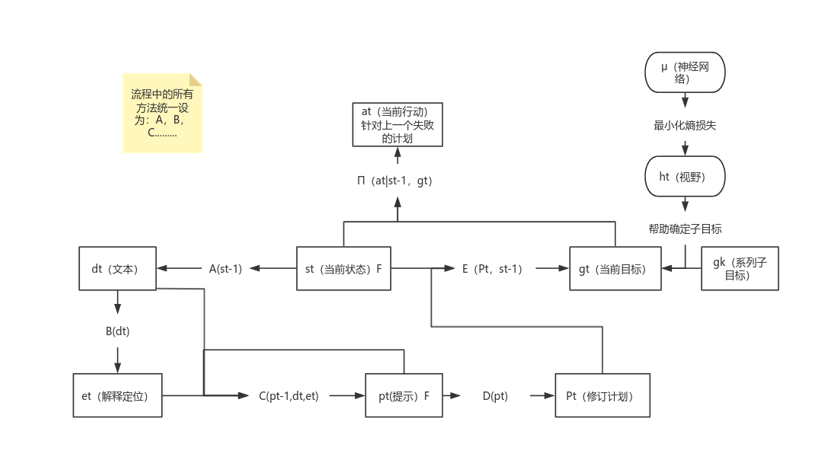 μ（神经网
络）
流程中的所有
方法统一设
为：A，B，
C.........
at（当前行动）
针对上一个失败
的计划
最小化熵损失
Π（at|st-1，gt）
ht（视野）
帮助确定子目标
dt（文本）
A(st-1)
st（当前状态）F
E（Pt，st-1）
gt（当前目标）
gk（系列子
目标）
B(dt)
et（解释定位）
C(pt-1,dt,et)
pt(提示）F
D(pt)
Pt（修订计划）